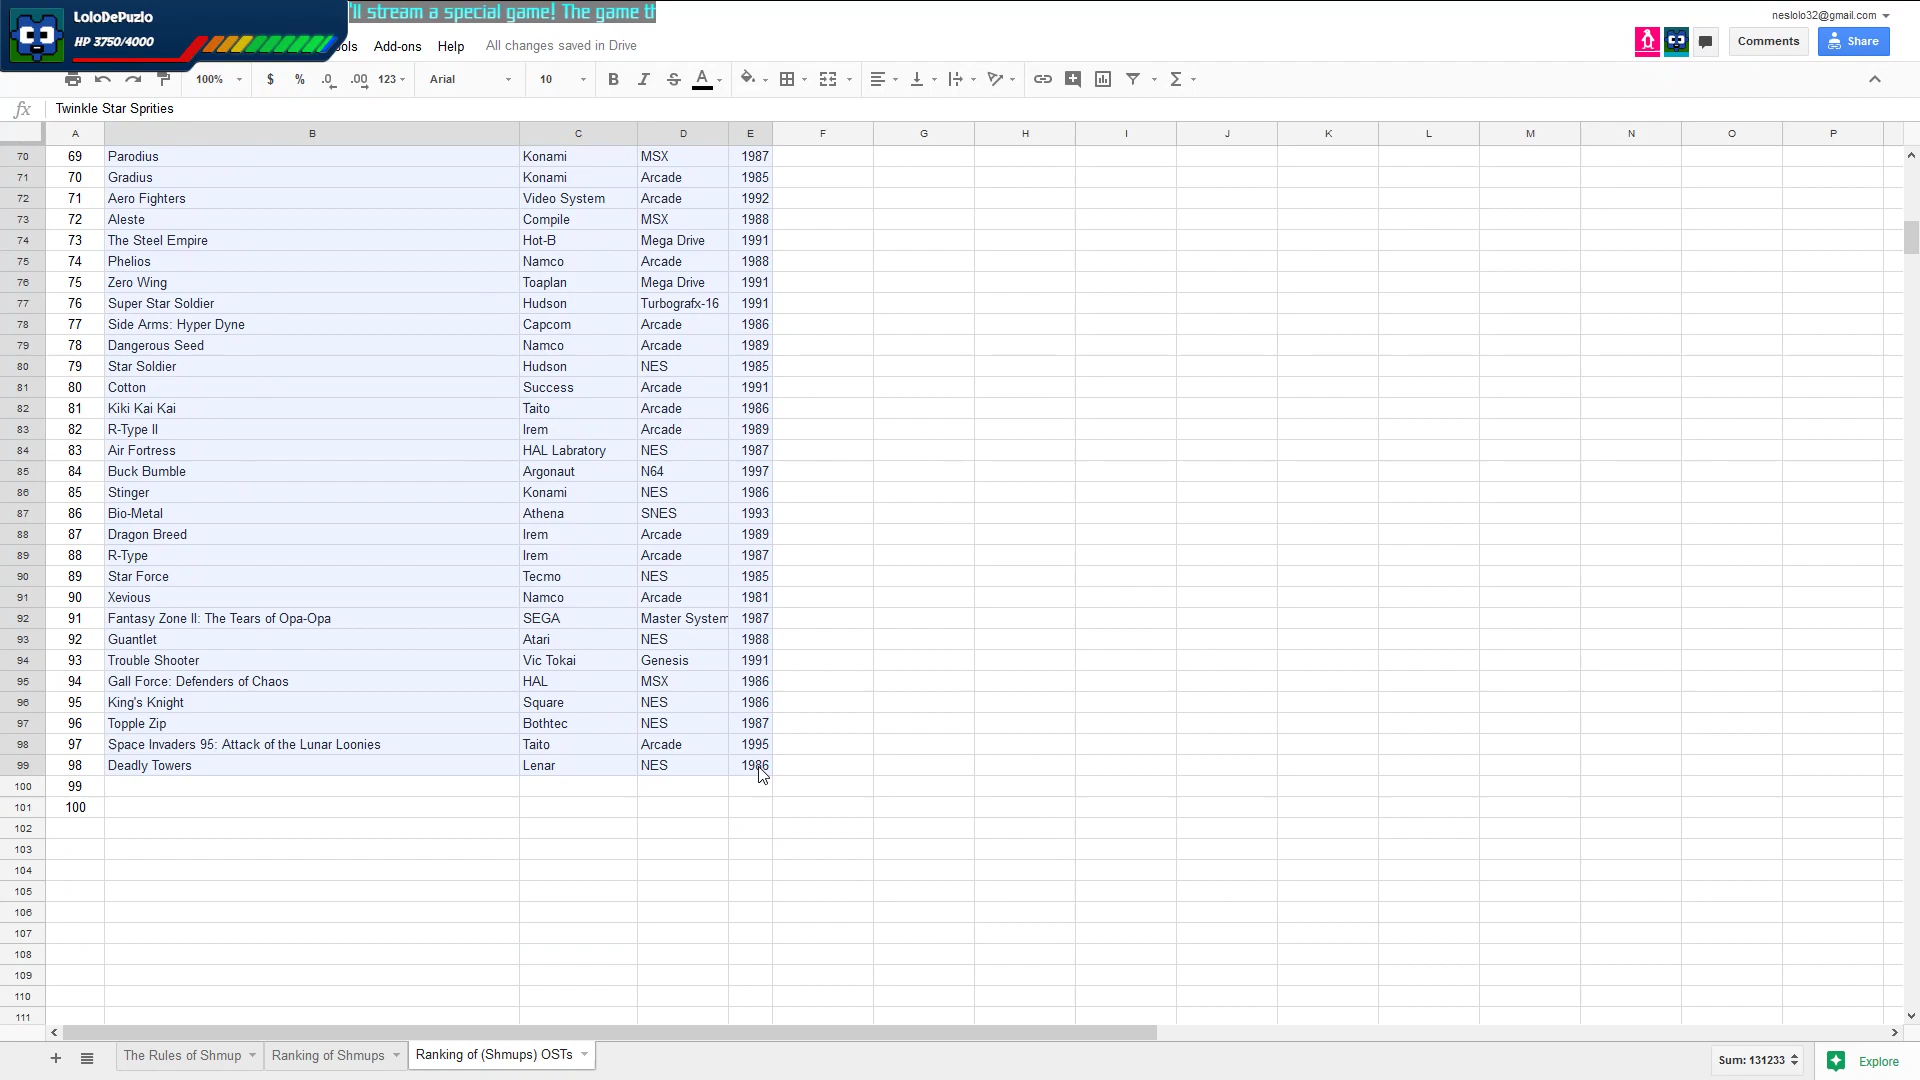 LoloDePuzlo
HP 3750/4000
'll stream a special game! The game th
neslolo32@gmail.com
ols Add-ons Help All changes saved in Drive
Comments Share
100% $ % .0 .00 123 Arial 10 B I S A Σ
fx Twinkle Star Sprities
A B C D E F G H I J K L M N O P
70 69 Parodius Konami MSX 1987
71 70 Gradius Konami Arcade 1985
72 71 Aero Fighters Video System Arcade 1992
73 72 Aleste Compile MSX 1988
74 73 The Steel Empire Hot-B Mega Drive 1991
75 74 Phelios Namco Arcade 1988
76 75 Zero Wing Toaplan Mega Drive 1991
77 76 Super Star Soldier Hudson Turbografx-16 1991
78 77 Side Arms: Hyper Dyne Capcom Arcade 1986
79 78 Dangerous Seed Namco Arcade 1989
80 79 Star Soldier Hudson NES 1985
81 80 Cotton Success Arcade 1991
82 81 Kiki Kai Kai Taito Arcade 1986
83 82 R-Type II Irem Arcade 1989
84 83 Air Fortress HAL Labratory NES 1987
85 84 Buck Bumble Argonaut N64 1997
86 85 Stinger Konami NES 1986
87 86 Bio-Metal Athena SNES 1993
88 87 Dragon Breed Irem Arcade 1989
89 88 R-Type Irem Arcade 1987
90 89 Star Force Tecmo NES 1985
91 90 Xevious Namco Arcade 1981
92 91 Fantasy Zone II: The Tears of Opa-Opa SEGA Master System 1987
93 92 Guantlet Atari NES 1988
94 93 Trouble Shooter Vic Tokai Genesis 1991
95 94 Gall Force: Defenders of Chaos HAL MSX 1986
96 95 King's Knight Square NES 1986
97 96 Topple Zip Bothtec NES 1987
98 97 Space Invaders 95: Attack of the Lunar Loonies Taito Arcade 1995
99 98 Deadly Towers Lenar NES 1986
100 99
101 100
102
103
104
105
106
107
108
109
110
111
The Rules of Shmup Ranking of Shmups Ranking of (Shmups) OSTs Sum: 131233 Explore